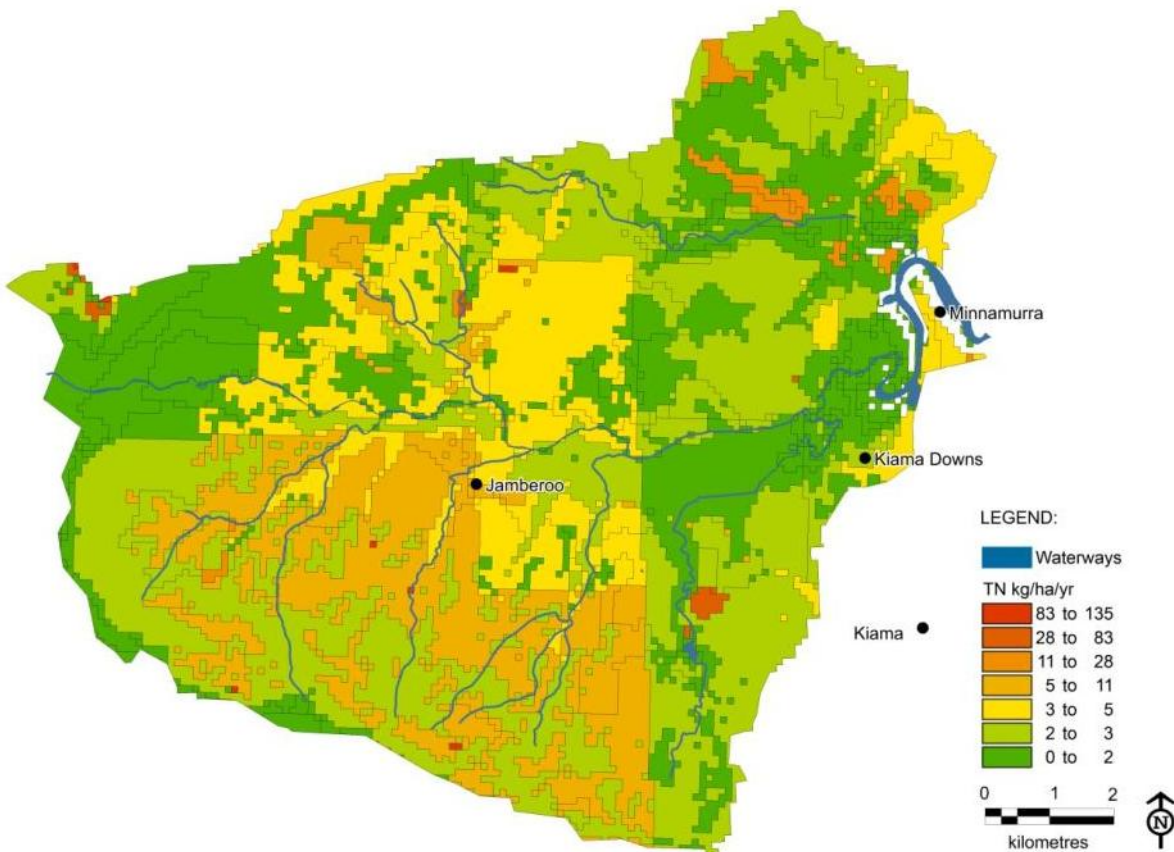 Minnamurra
Kiama Downs
Jamberoo
Kiama
LEGEND:
Waterways
TN kg/ha/yr
83 to 135
28 to 83
11 to 28
5 to 11
3 to 5
2 to 3
0 to 2
0 1 2
kilometres
N